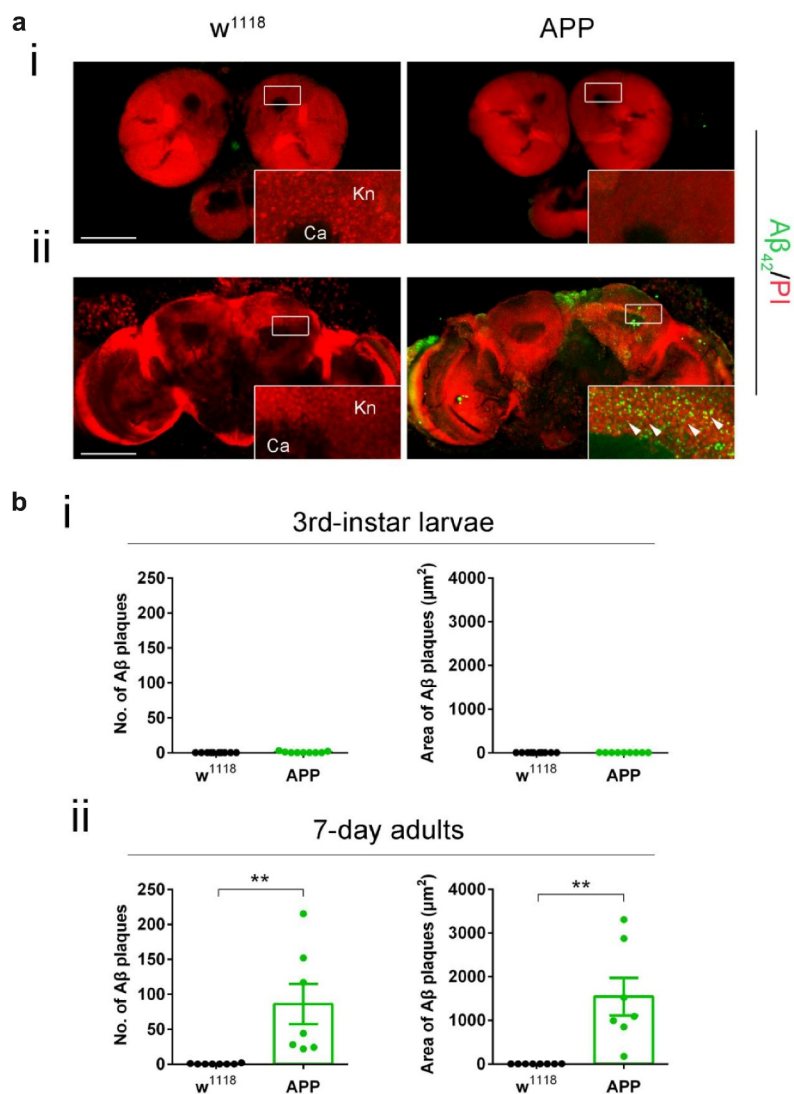 a
w¹¹¹⁸ APP
i
Kn
Ca
ii
Kn
Ca
Aβ₄₂/PI
b
i
3rd-instar larvae
No. of Aβ plaques
250
200
150
100
50
0
w¹¹¹⁸ APP
Area of Aβ plaques (µm²)
4000
3000
2000
1000
0
w¹¹¹⁸ APP
ii
7-day adults
No. of Aβ plaques
250
200
150
100
50
0
**
w¹¹¹⁸ APP
Area of Aβ plaques (µm²)
4000
3000
2000
1000
0
**
w¹¹¹⁸ APP